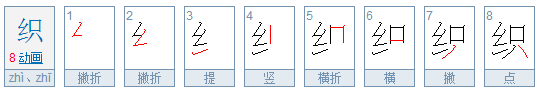 织 1 2 3 4 5 6 7 8
8 动画
zhì、zhī 撇折 撇折 提 竖 横折 横 撇 点